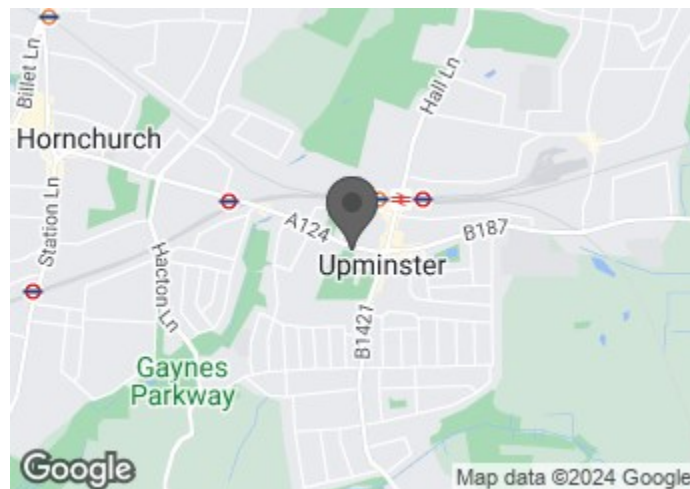 Billet Ln
Hall Ln
Hornchurch
Station Ln
A124
B187
Hacton Ln
Upminster
B1421
Gaynes
Parkway
Google
Map data ©2024 Google